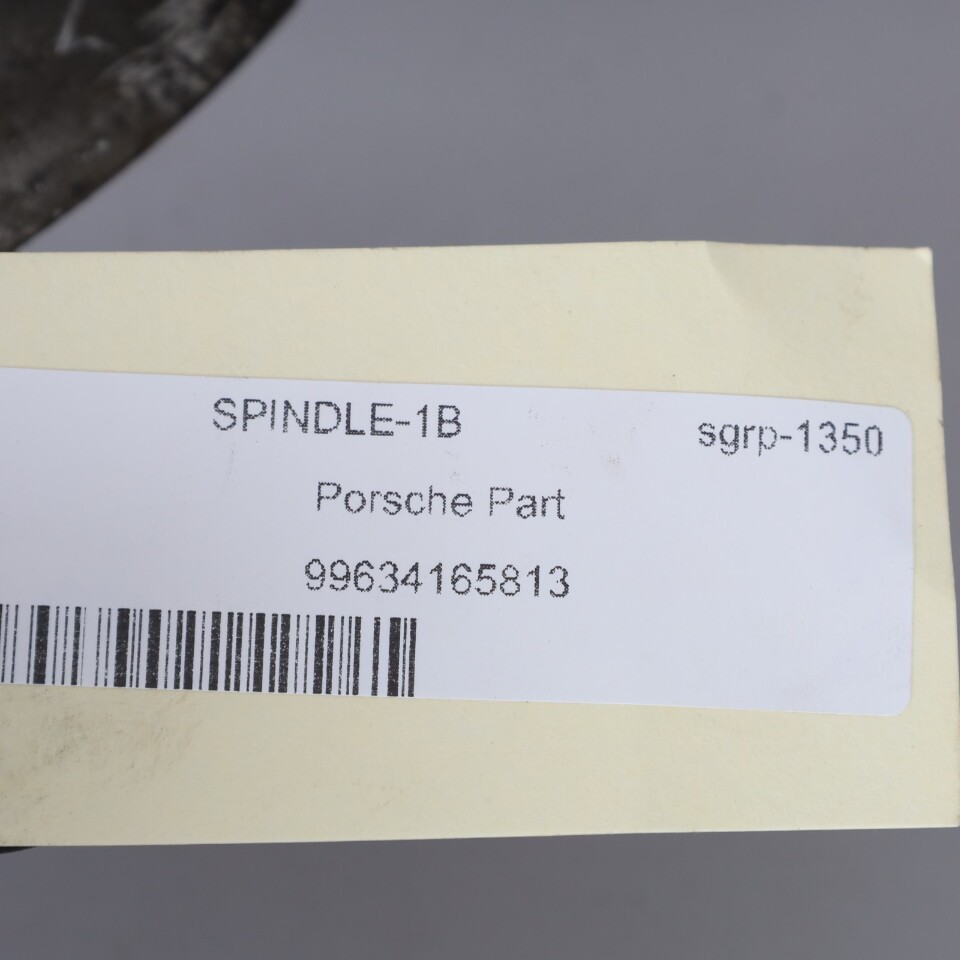 SPINDLE-1B sgrp-1350
Porsche Part
99634165813